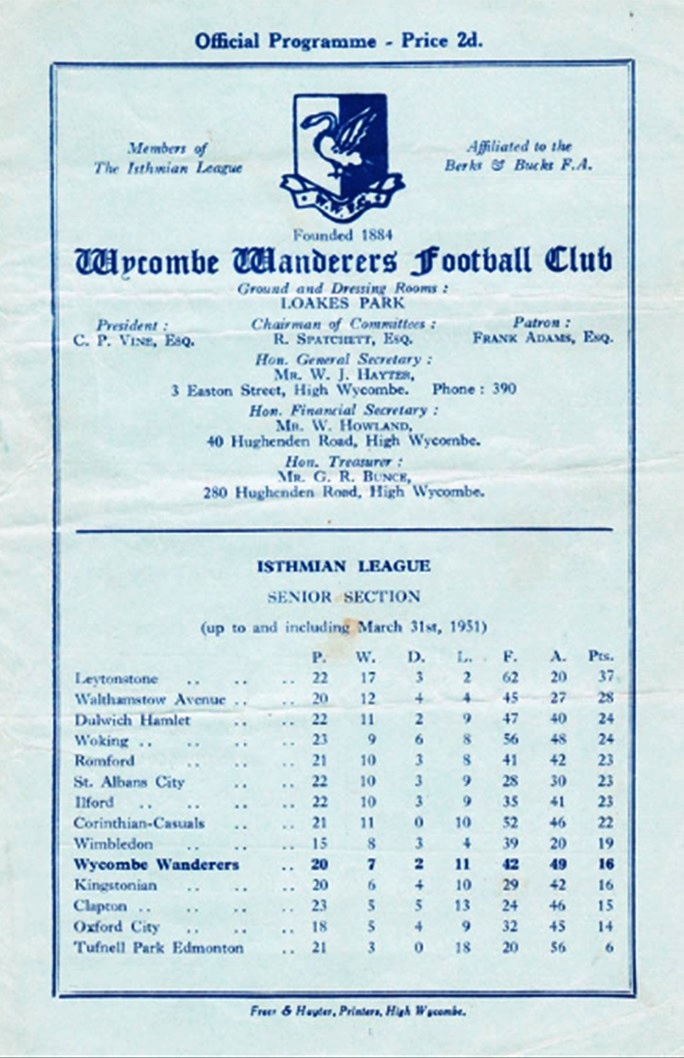 Official Programme - Price 2d.
Members of
The Isthmian League
Affiliated to the
Berks & Bucks F.A.
W.W.F.C.
Founded 1884
Wycombe Wanderers Football Club
Ground and Dressing Rooms :
LOAKES PARK
President :
C. P. VINE, ESQ.
Chairman of Committees :
R. SPATCHETT, ESQ.
Patron :
FRANK ADAMS, ESQ.
Hon. General Secretary :
MR. W. J. HAYTER,
3 Easton Street, High Wycombe. Phone : 390
Hon. Financial Secretary :
MR. W. HOWLAND,
40 Hughenden Road, High Wycombe.
Hon. Treasurer :
MR. G. R. BUNCE,
280 Hughenden Road, High Wycombe.
ISTHMIAN LEAGUE
SENIOR SECTION
(up to and including March 31st, 1951)
P. W. D. L. F. A. Pts.
Leytonstone .. .. .. 22 17 3 2 62 20 37
Walthamstow Avenue .. .. 20 12 4 4 45 27 28
Dulwich Hamlet .. .. 22 11 2 9 47 40 24
Woking .. .. .. .. 23 9 6 8 56 48 24
Romford .. .. .. 21 10 3 8 41 42 23
St. Albans City .. .. 22 10 3 9 28 30 23
Ilford .. .. .. .. 22 10 3 9 35 41 23
Corinthian-Casuals .. .. 21 11 0 10 52 46 22
Wimbledon .. .. .. 15 8 3 4 39 20 19
Wycombe Wanderers .. 20 7 2 11 42 49 16
Kingstonian .. .. .. 20 6 4 10 29 42 16
Clapton .. .. .. .. 23 5 5 13 24 46 15
Oxford City .. .. .. 18 5 4 9 32 45 14
Tufnell Park Edmonton .. 21 3 0 18 20 56 6
Freer & Hayter, Printers, High Wycombe.